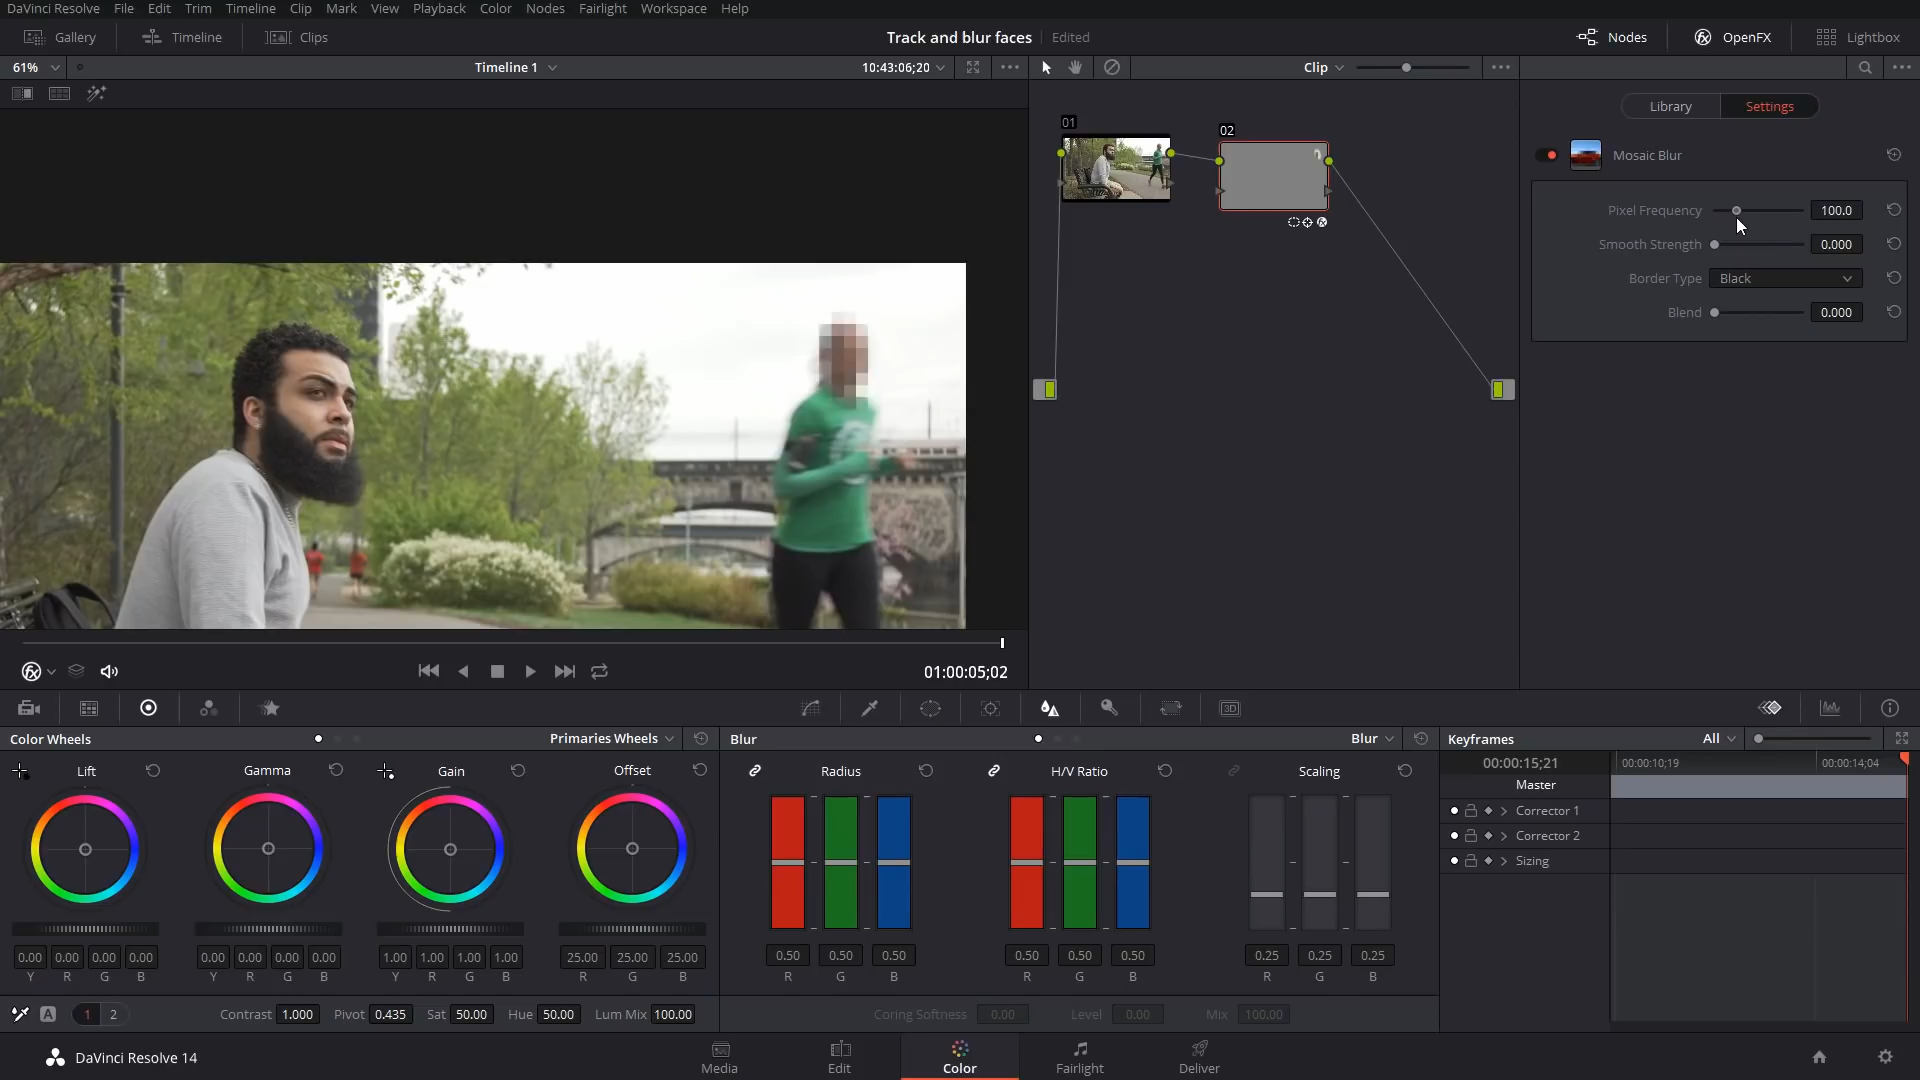 DaVinci Resolve File Edit Trim Timeline Clip Mark View Playback Color Nodes Fairlight Workspace Help
Gallery Timeline Clips Track and blur faces Edited Nodes OpenFX Lightbox
61% Timeline 1 10:43:06;20 Clip
Library Settings
01
02
Mosaic Blur
Pixel Frequency 100.0
Smooth Strength 0.000
Border Type Black
Blend 0.000
01:00:05;02
3D
Color Wheels Primaries Wheels Blur Blur Keyframes All
Lift Gamma Gain Offset Radius H/V Ratio Scaling
00:00:15;21 00:00:10;19 00:00:14;04
Master
Corrector 1
Corrector 2
Sizing
0.00 0.00 0.00 0.00 0.00 0.00 0.00 0.00 1.00 1.00 1.00 1.00 25.00 25.00 25.00 0.50 0.50 0.50 0.50 0.50 0.50 0.25 0.25 0.25
Y R G B Y R G B Y R G B R G B R G B R G B R G B
A 1 2 Contrast 1.000 Pivot 0.435 Sat 50.00 Hue 50.00 Lum Mix 100.00 Coring Softness 0.00 Level 0.00 Mix 100.00
DaVinci Resolve 14 Media Edit Color Fairlight Deliver